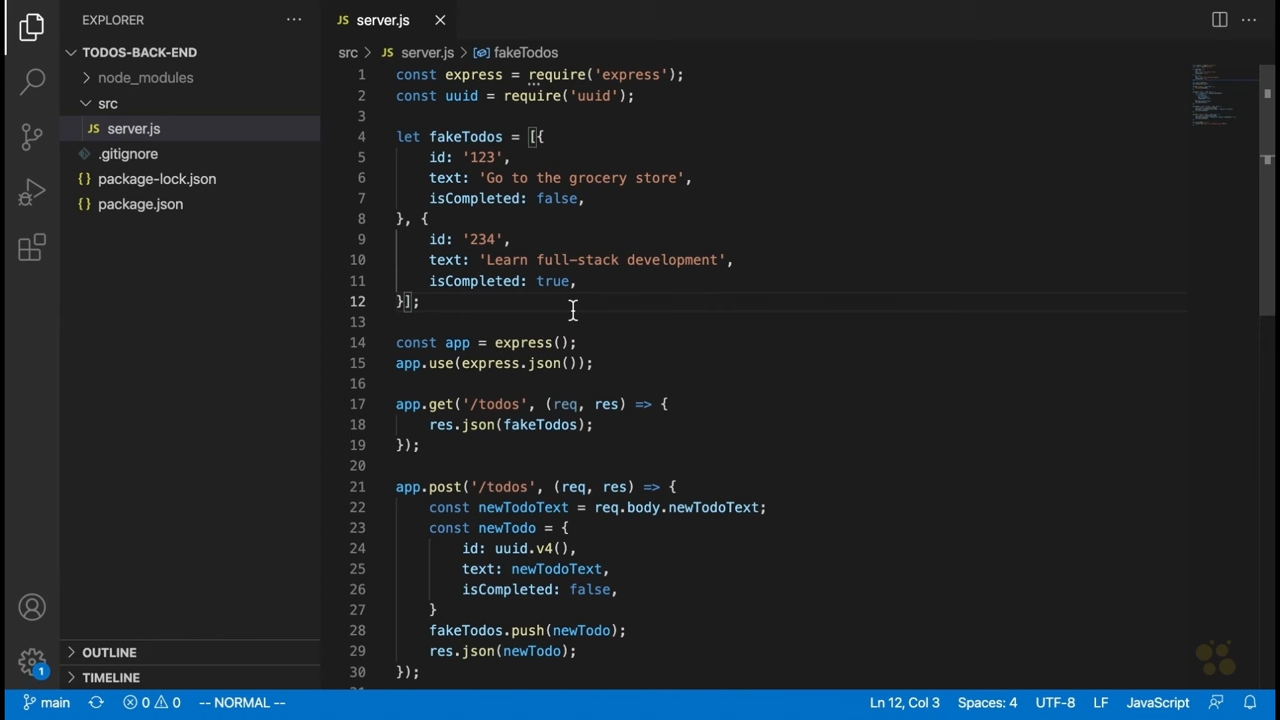 EXPLORER
TODOS-BACK-END
node_modules
src
JS server.js
.gitignore
{} package-lock.json
{} package.json
OUTLINE
TIMELINE
JS server.js
src > JS server.js > fakeTodos
1 const express = require('express');
2 const uuid = require('uuid');
3
4 let fakeTodos = [{
5 id: '123',
6 text: 'Go to the grocery store',
7 isCompleted: false,
8 }, {
9 id: '234',
10 text: 'Learn full-stack development',
11 isCompleted: true,
12 }];
13
14 const app = express();
15 app.use(express.json());
16
17 app.get('/todos', (req, res) => {
18 res.json(fakeTodos);
19 });
20
21 app.post('/todos', (req, res) => {
22 const newTodoText = req.body.newTodoText;
23 const newTodo = {
24 id: uuid.v4(),
25 text: newTodoText,
26 isCompleted: false,
27 }
28 fakeTodos.push(newTodo);
29 res.json(newTodo);
30 });
1
main 0 0 -- NORMAL -- Ln 12, Col 3 Spaces: 4 UTF-8 LF JavaScript